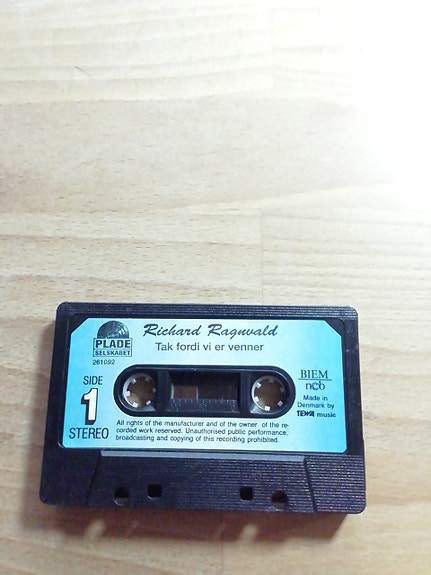 Richard Ragnvald
Tak fordi vi er venner
PLADE
SELSKABET
261092
SIDE
1
STEREO
BIEM
ncb
Made in
Denmark by
TEMA music
All rights of the manufacturer and of the owner of the re-
corded work reserved. Unauthorised public performance,
broadcasting and copying of this recording prohibited.